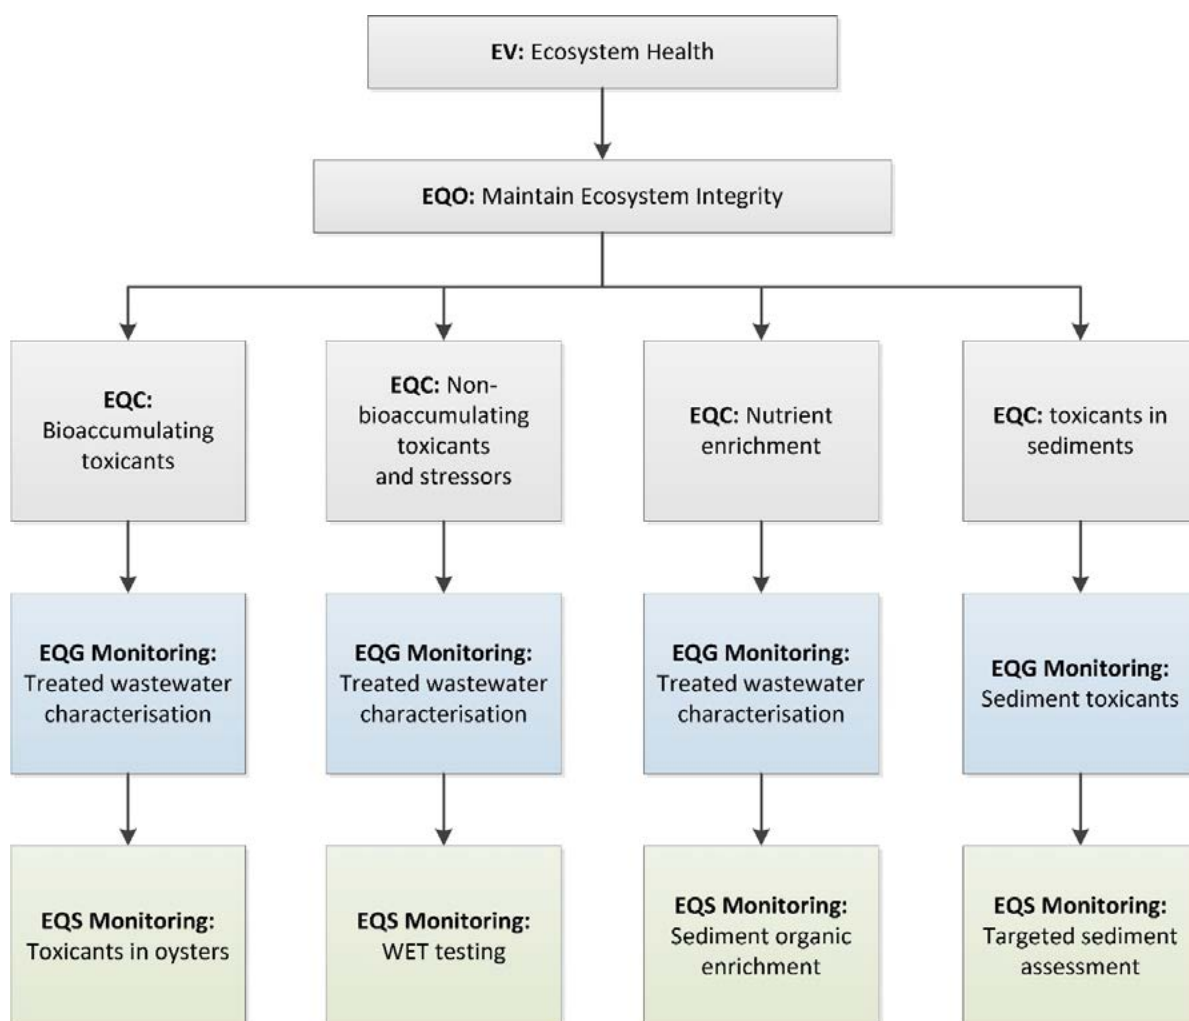 EV: Ecosystem Health
EQO: Maintain Ecosystem Integrity
EQC:
Bioaccumulating
toxicants
EQC: Non-
bioaccumulating
toxicants
and stressors
EQC: Nutrient
enrichment
EQC: toxicants in
sediments
EQG Monitoring:
Treated wastewater
characterisation
EQG Monitoring:
Treated wastewater
characterisation
EQG Monitoring:
Treated wastewater
characterisation
EQG Monitoring:
Sediment toxicants
EQS Monitoring:
Toxicants in oysters
EQS Monitoring:
WET testing
EQS Monitoring:
Sediment organic
enrichment
EQS Monitoring:
Targeted sediment
assessment